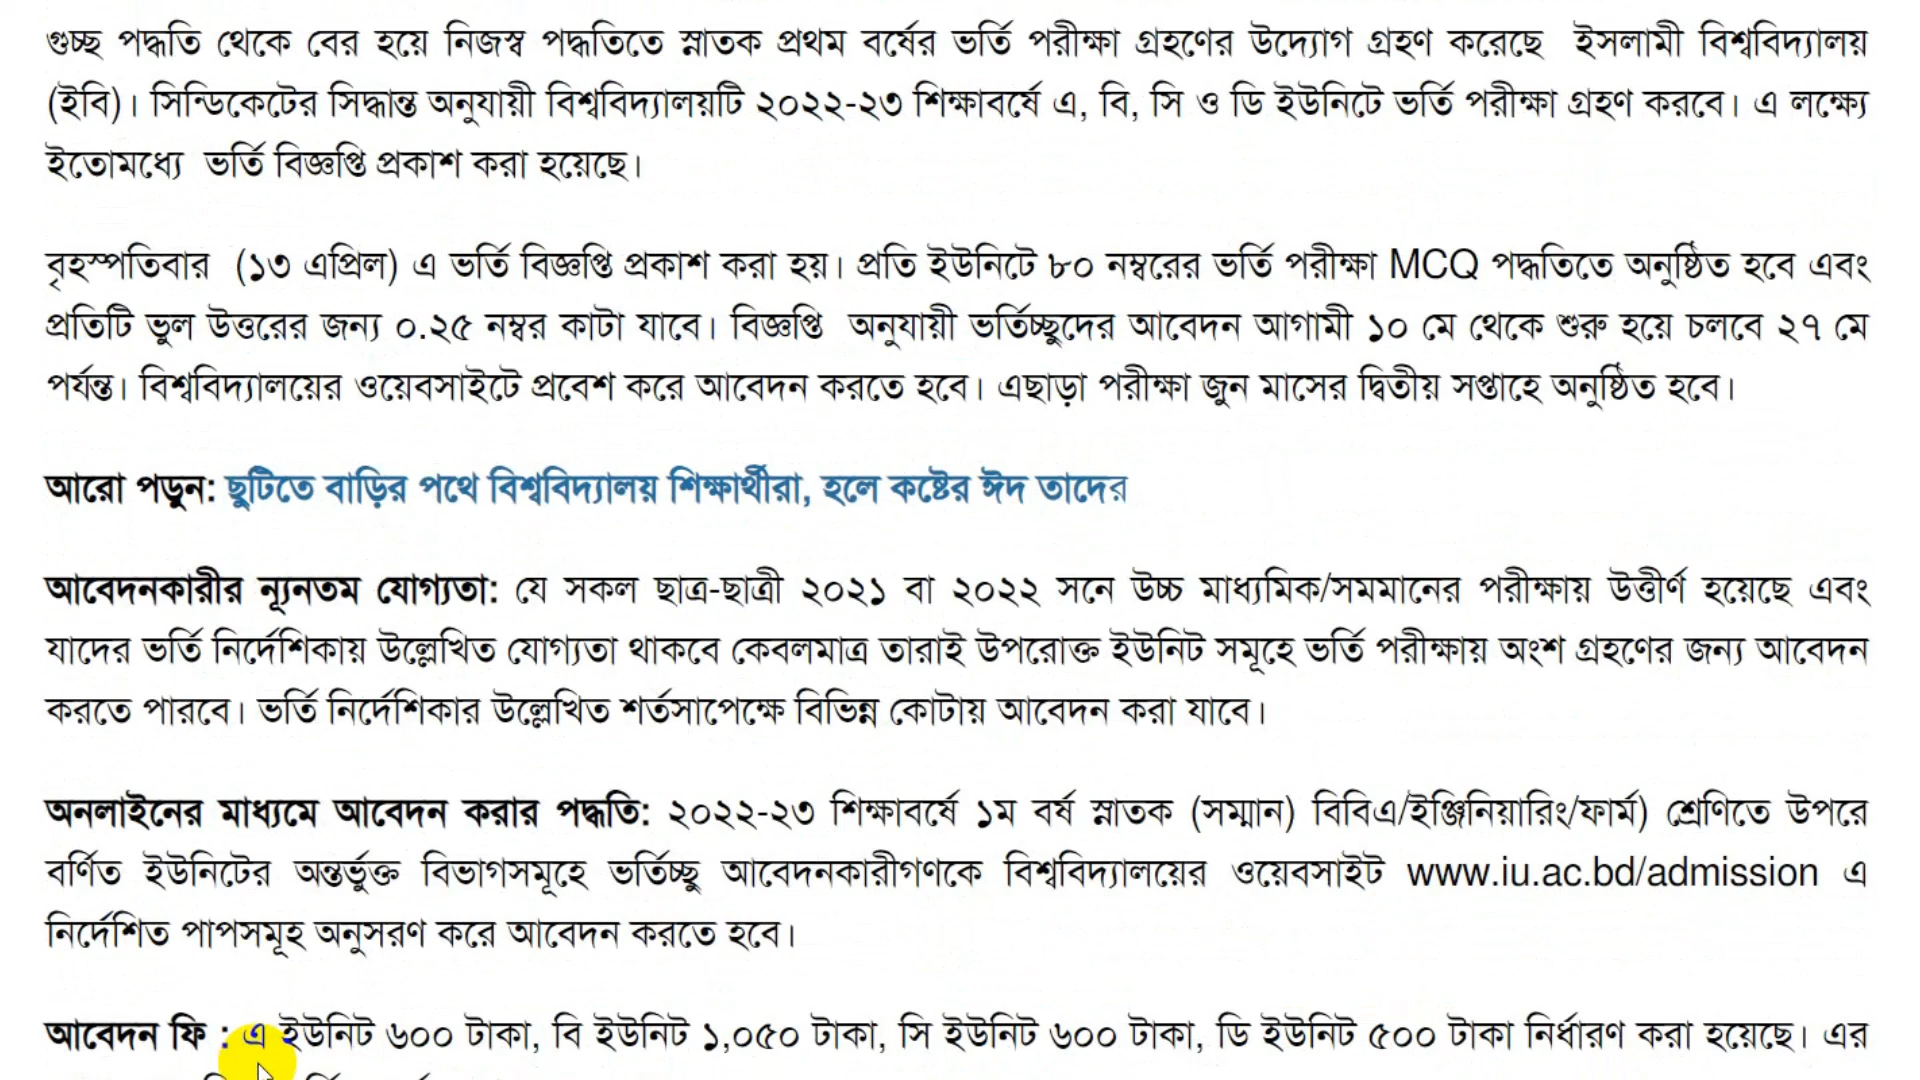 গুচ্ছ পদ্ধতি থেকে বের হয়ে নিজস্ব পদ্ধতিতে স্নাতক প্রথম বর্ষের ভর্তি পরীক্ষা গ্রহণের উদ্যোগ গ্রহণ করেছে ইসলামী বিশ্ববিদ্যালয়
(ইবি)। সিন্ডিকেটের সিদ্ধান্ত অনুযায়ী বিশ্ববিদ্যালয়টি ২০২২-২৩ শিক্ষাবর্ষে এ, বি, সি ও ডি ইউনিটে ভর্তি পরীক্ষা গ্রহণ করবে। এ লক্ষ্যে
ইতোমধ্যে ভর্তি বিজ্ঞপ্তি প্রকাশ করা হয়েছে।
বৃহস্পতিবার (১৩ এপ্রিল) এ ভর্তি বিজ্ঞপ্তি প্রকাশ করা হয়। প্রতি ইউনিটে ৮০ নম্বরের ভর্তি পরীক্ষা MCQ পদ্ধতিতে অনুষ্ঠিত হবে এবং
প্রতিটি ভুল উত্তরের জন্য ০.২৫ নম্বর কাটা যাবে। বিজ্ঞপ্তি অনুযায়ী ভর্তিচ্ছুদের আবেদন আগামী ১০ মে থেকে শুরু হয়ে চলবে ২৭ মে
পর্যন্ত। বিশ্ববিদ্যালয়ের ওয়েবসাইটে প্রবেশ করে আবেদন করতে হবে। এছাড়া পরীক্ষা জুন মাসের দ্বিতীয় সপ্তাহে অনুষ্ঠিত হবে।
আরো পড়ুন: ছুটিতে বাড়ির পথে বিশ্ববিদ্যালয় শিক্ষার্থীরা, হলে কষ্টের ঈদ তাদের
আবেদনকারীর ন্যূনতম যোগ্যতা: যে সকল ছাত্র-ছাত্রী ২০২১ বা ২০২২ সনে উচ্চ মাধ্যমিক/সমমানের পরীক্ষায় উত্তীর্ণ হয়েছে এবং
যাদের ভর্তি নির্দেশিকায় উল্লেখিত যোগ্যতা থাকবে কেবলমাত্র তারাই উপরোক্ত ইউনিট সমূহে ভর্তি পরীক্ষায় অংশ গ্রহণের জন্য আবেদন
করতে পারবে। ভর্তি নির্দেশিকার উল্লেখিত শর্তসাপেক্ষে বিভিন্ন কোটায় আবেদন করা যাবে।
অনলাইনের মাধ্যমে আবেদন করার পদ্ধতি: ২০২২-২৩ শিক্ষাবর্ষে ১ম বর্ষ স্নাতক (সম্মান) বিবিএ/ইঞ্জিনিয়ারিং/ফার্ম) শ্রেণিতে উপরে
বর্ণিত ইউনিটের অন্তর্ভুক্ত বিভাগসমূহে ভর্তিচ্ছু আবেদনকারীগণকে বিশ্ববিদ্যালয়ের ওয়েবসাইট www.iu.ac.bd/admission এ
নির্দেশিত পাপসমূহ অনুসরণ করে আবেদন করতে হবে।
আবেদন ফি : এ ইউনিট ৬০০ টাকা, বি ইউনিট ১,০৫০ টাকা, সি ইউনিট ৬০০ টাকা, ডি ইউনিট ৫০০ টাকা নির্ধারণ করা হয়েছে। এর